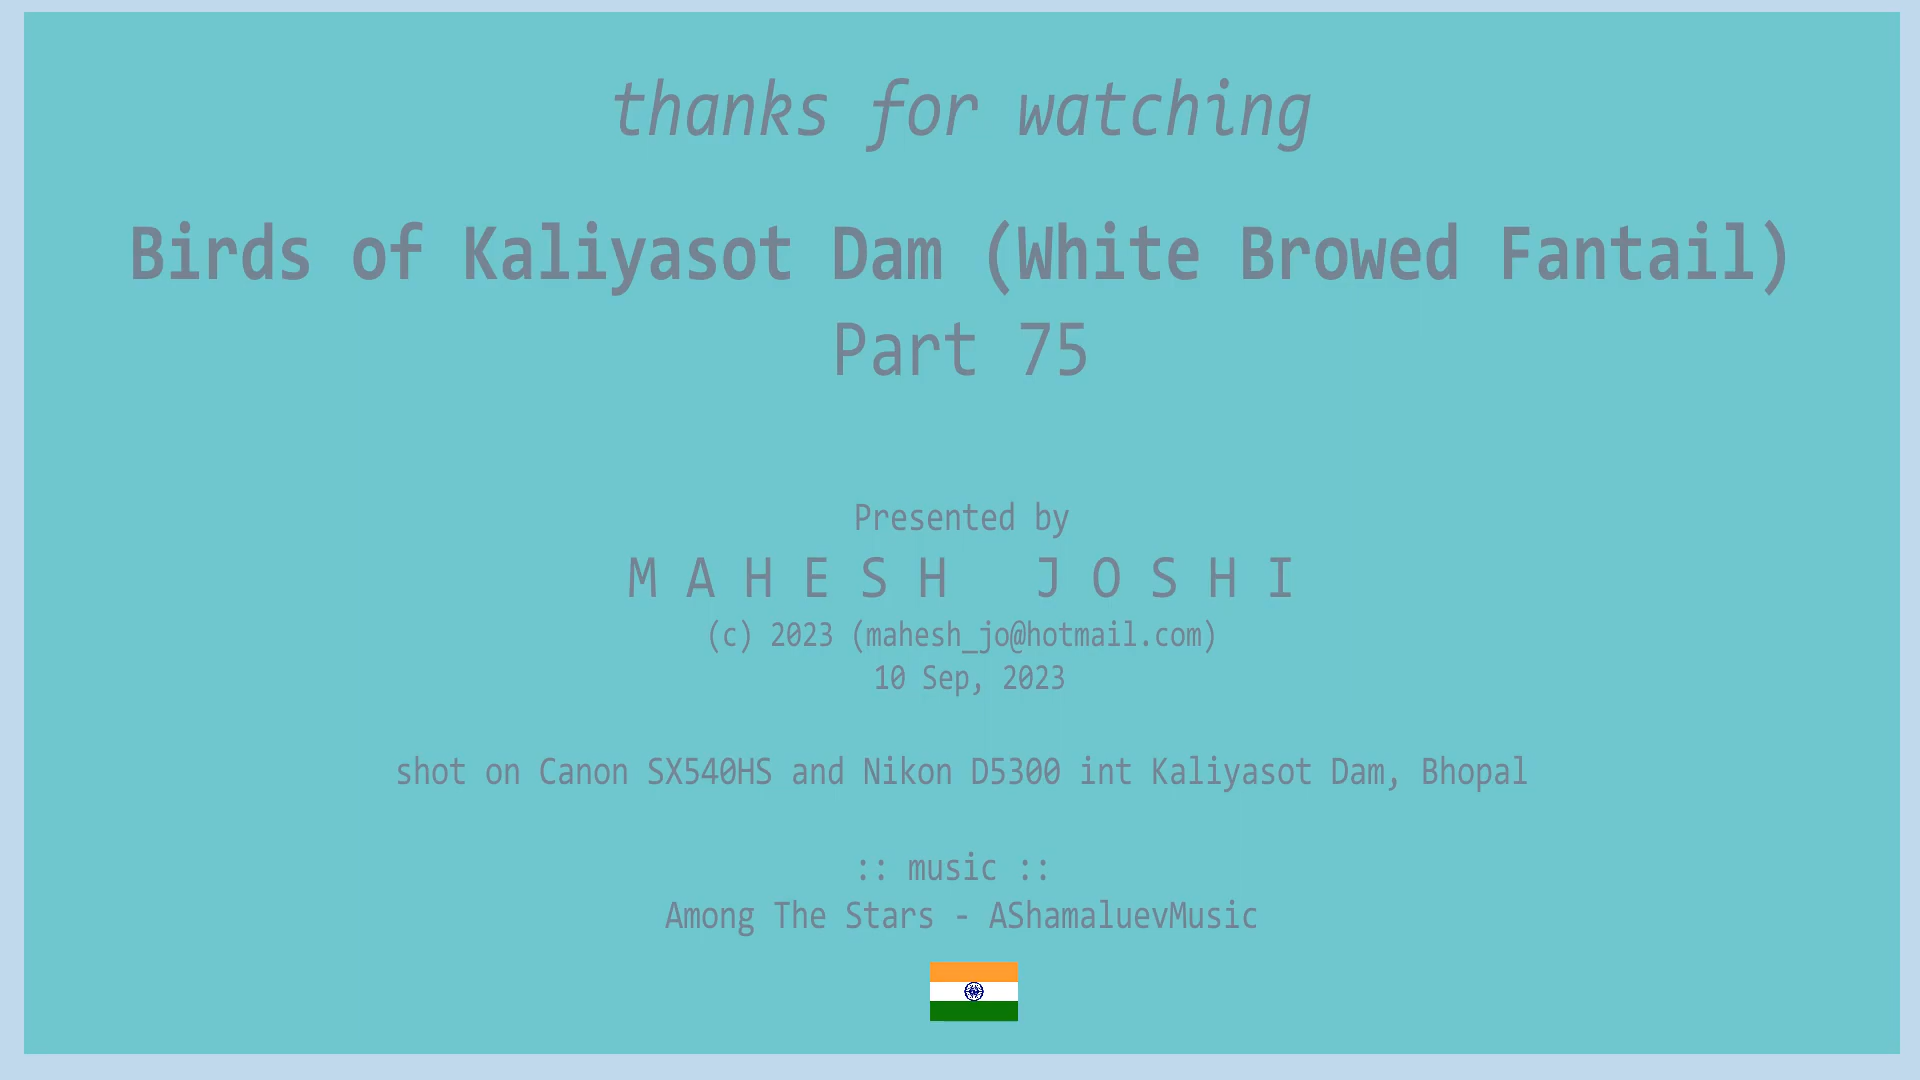 thanks for watching
Birds of Kaliyasot Dam (White Browed Fantail)
Part 75
Presented by
M A H E S H   J O S H I
(c) 2023 (mahesh_jo@hotmail.com)
10 Sep, 2023
shot on Canon SX540HS and Nikon D5300 int Kaliyasot Dam, Bhopal
:: music ::
Among The Stars - AShamaluevMusic